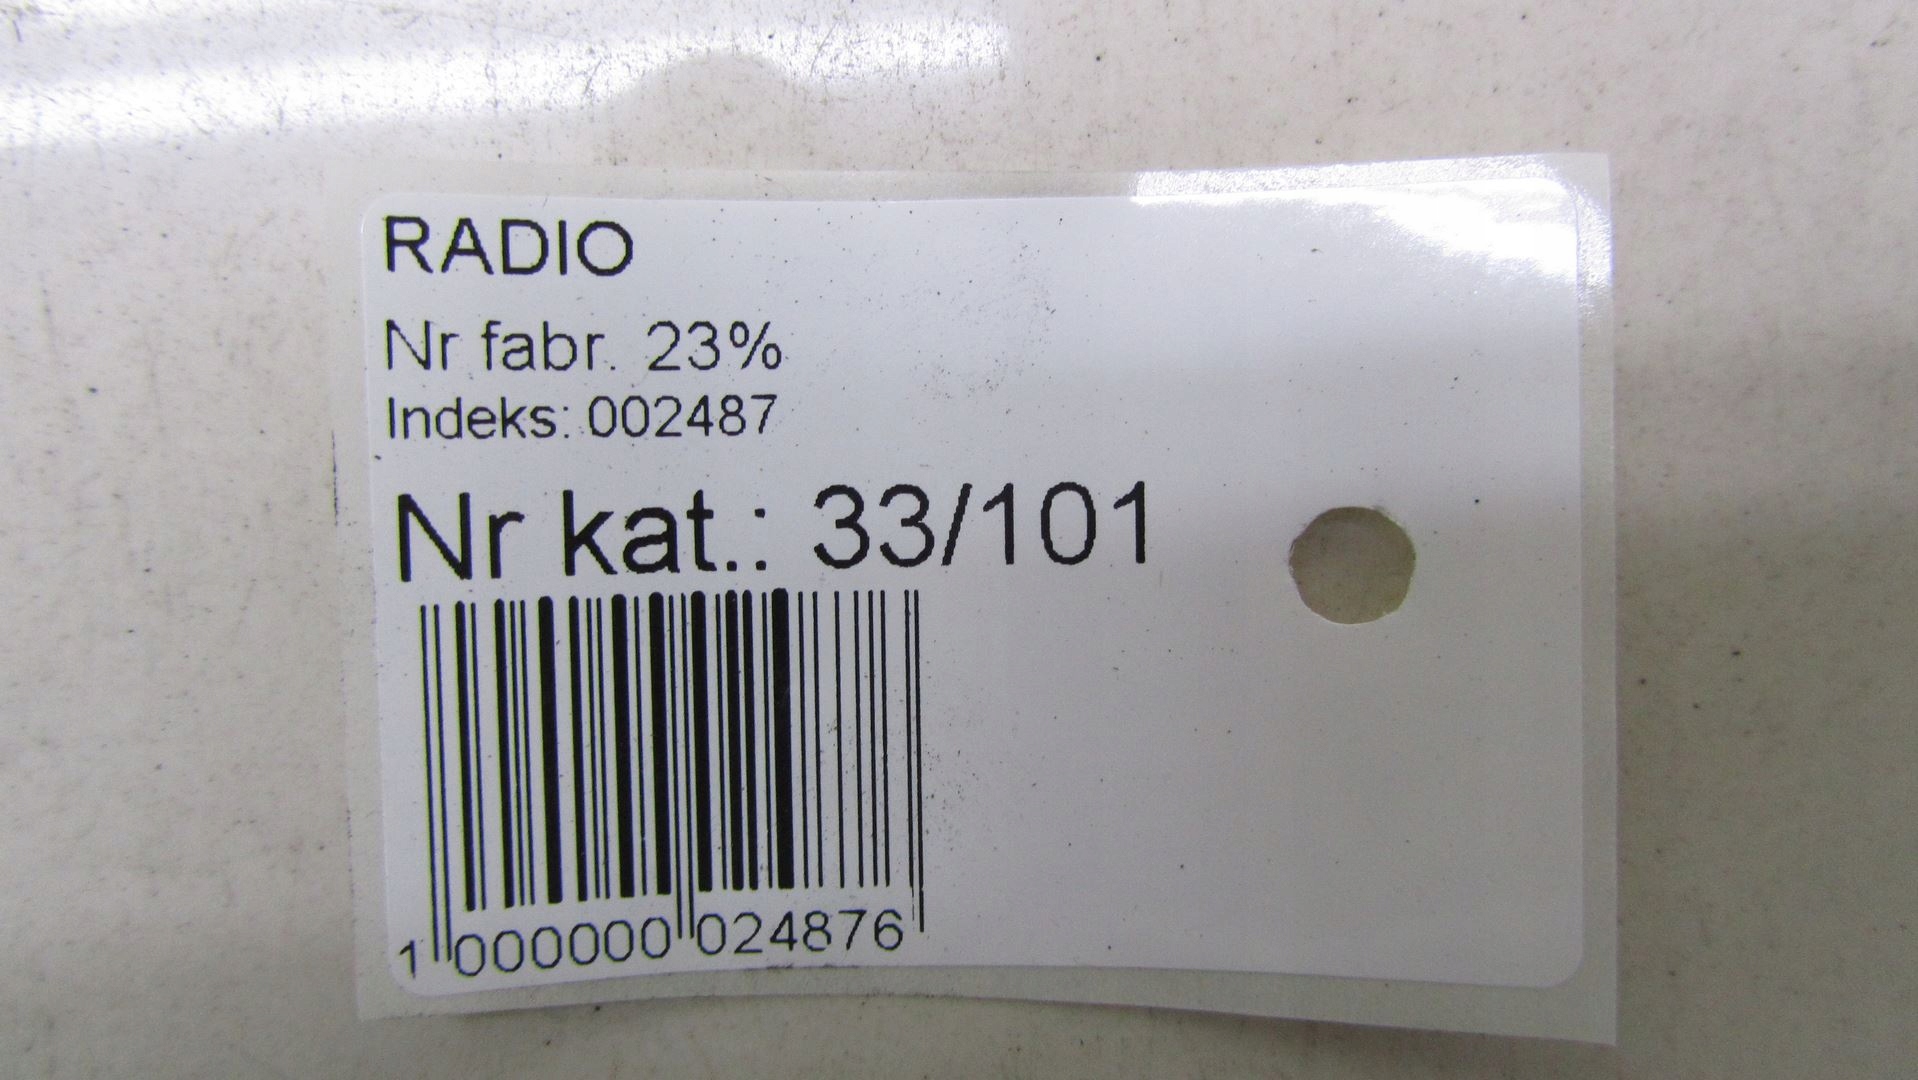 RADIO
Nr fabr. 23%
Indeks: 002487
Nr kat.: 33/101
1 000000 024876